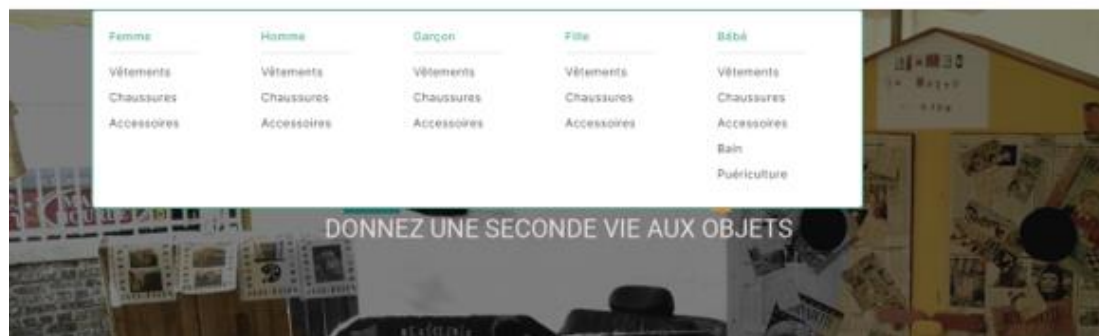 Femme
Vêtements
Chaussures
Accessoires
Homme
Vêtements
Chaussures
Accessoires
Garçon
Vêtements
Chaussures
Accessoires
Fille
Vêtements
Chaussures
Accessoires
Bébé
Vêtements
Chaussures
Accessoires
Bain
Puériculture
DONNEZ UNE SECONDE VIE AUX OBJETS